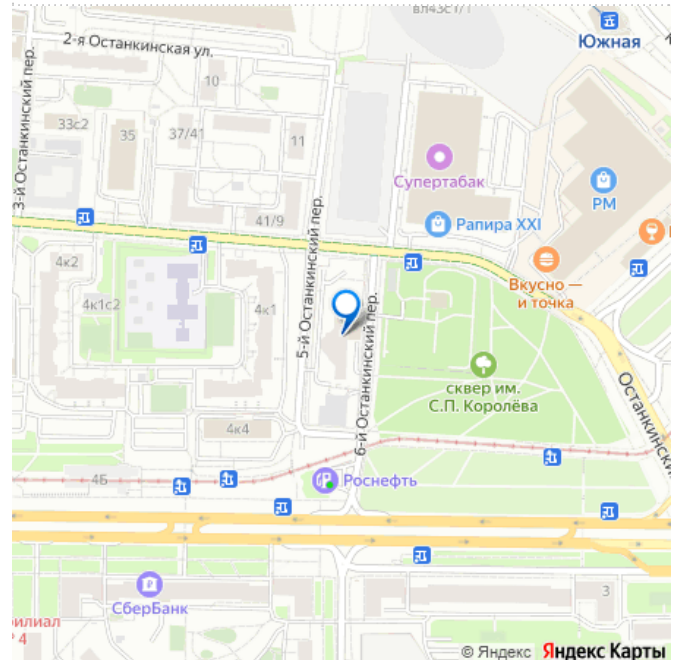 вл43с1/1
Южная
2-я Останкинская ул.
3-й Останкинский пер.
10
33с2
35
37/41
11
Супертабак
РМ
41/9
Рапира XXI
4к2
4к1с2
4к1
5-й Останкинский пер.
6-й Останкинский пер.
Вкусно —
и точка
сквер им.
С.П. Королёва
4к4
4Б
Роснефть
СберБанк
3
© Яндекс Яндекс Карты